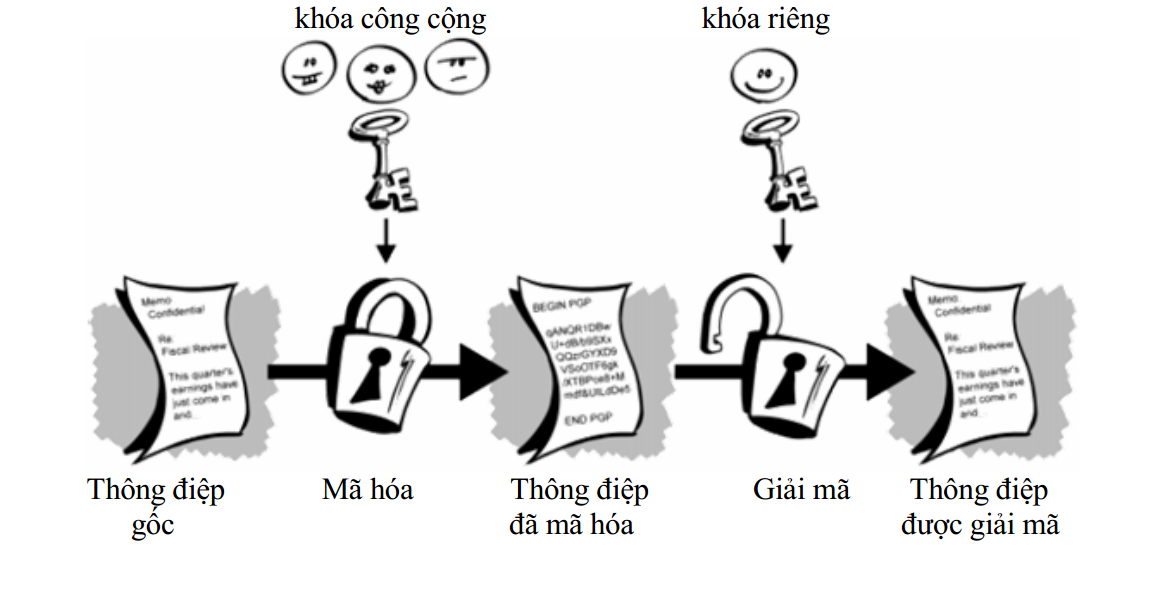 khóa công cộng
khóa riêng
Memo
Confidential
Re:
Fiscal Review
This quarter's
earnings have
just come in
and...
BEGIN PGP
END PGP
Memo
Confidential
Re:
Fiscal Review
This quarter's
earnings have
just come in
and...
Thông điệp
gốc
Mã hóa
Thông điệp
đã mã hóa
Giải mã
Thông điệp
được giải mã